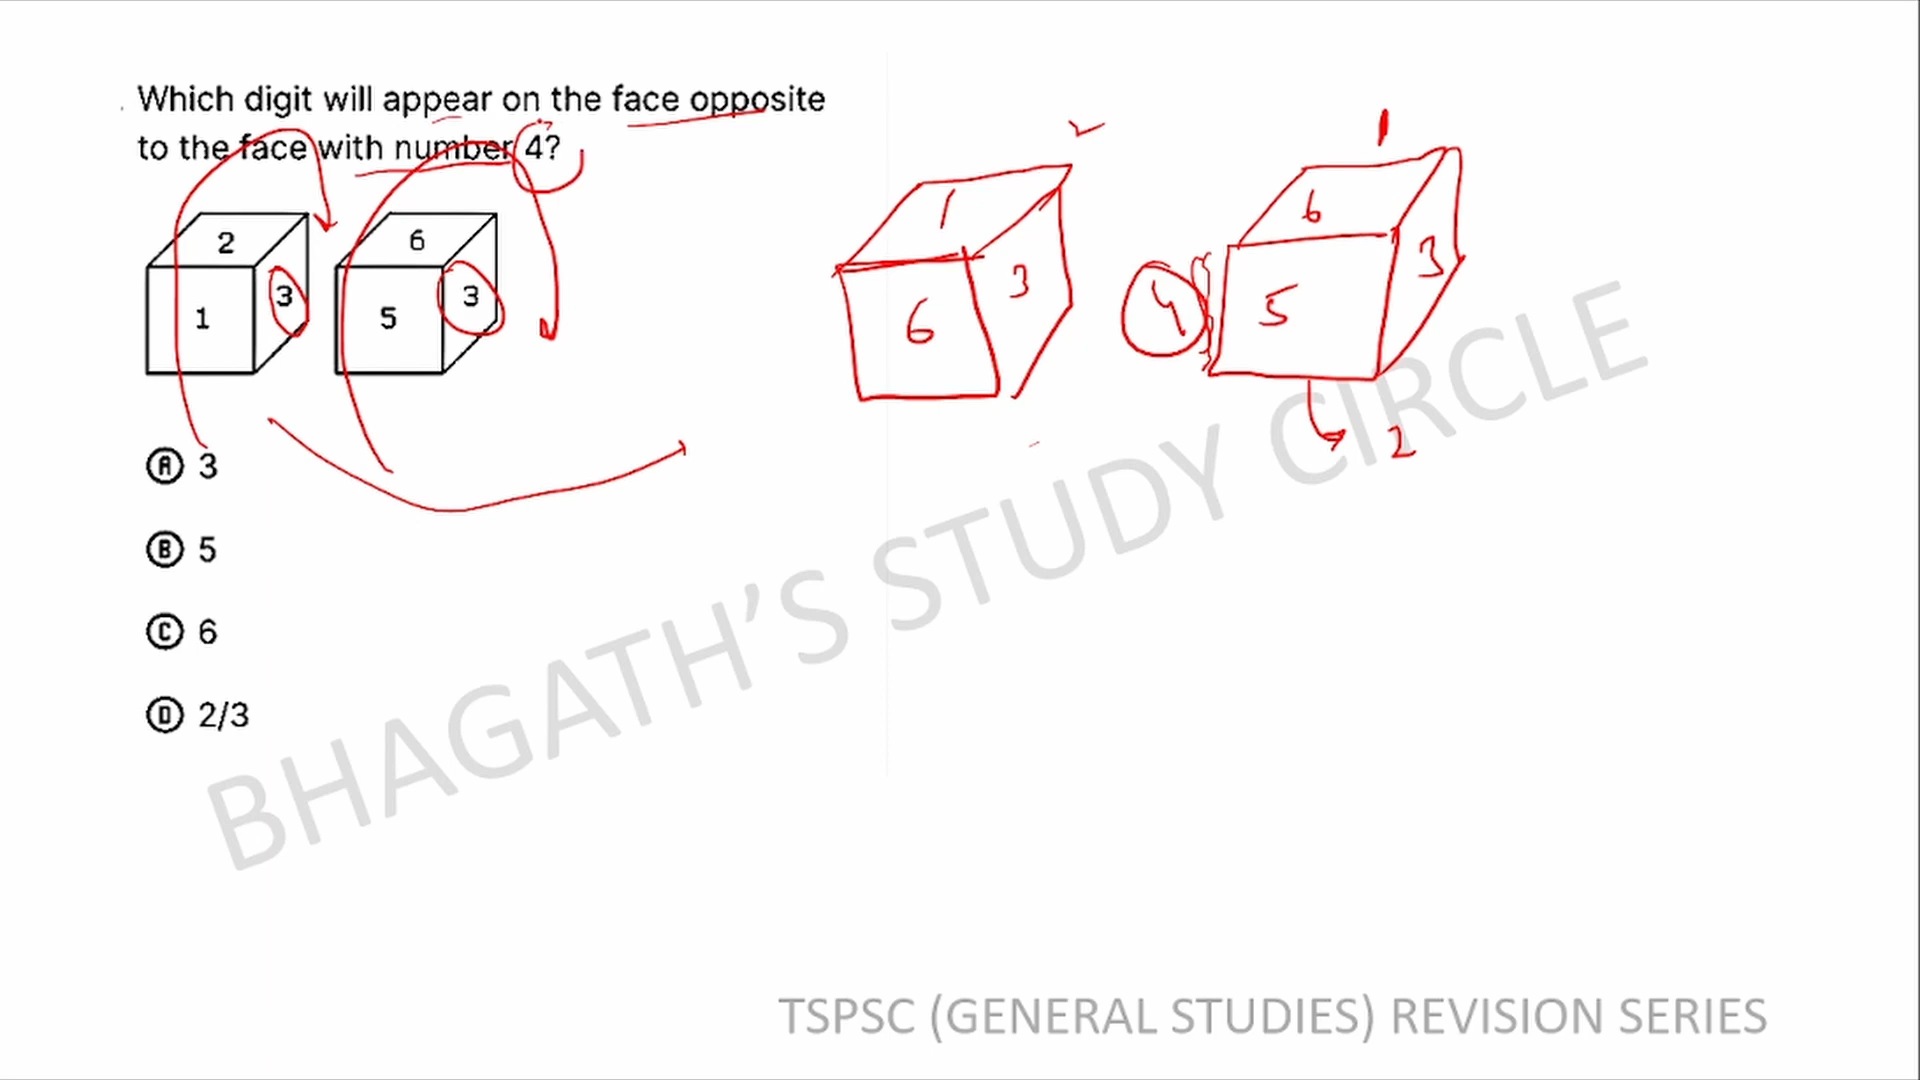 Which digit will appear on the face opposite
to the face with number 4?
2
1
3
6
5
3
A 3
B 5
C 6
D 2/3
1
6
3
1
6
5
3
4
2
BHAGATH'S STUDY CIRCLE
TSPSC (GENERAL STUDIES) REVISION SERIES